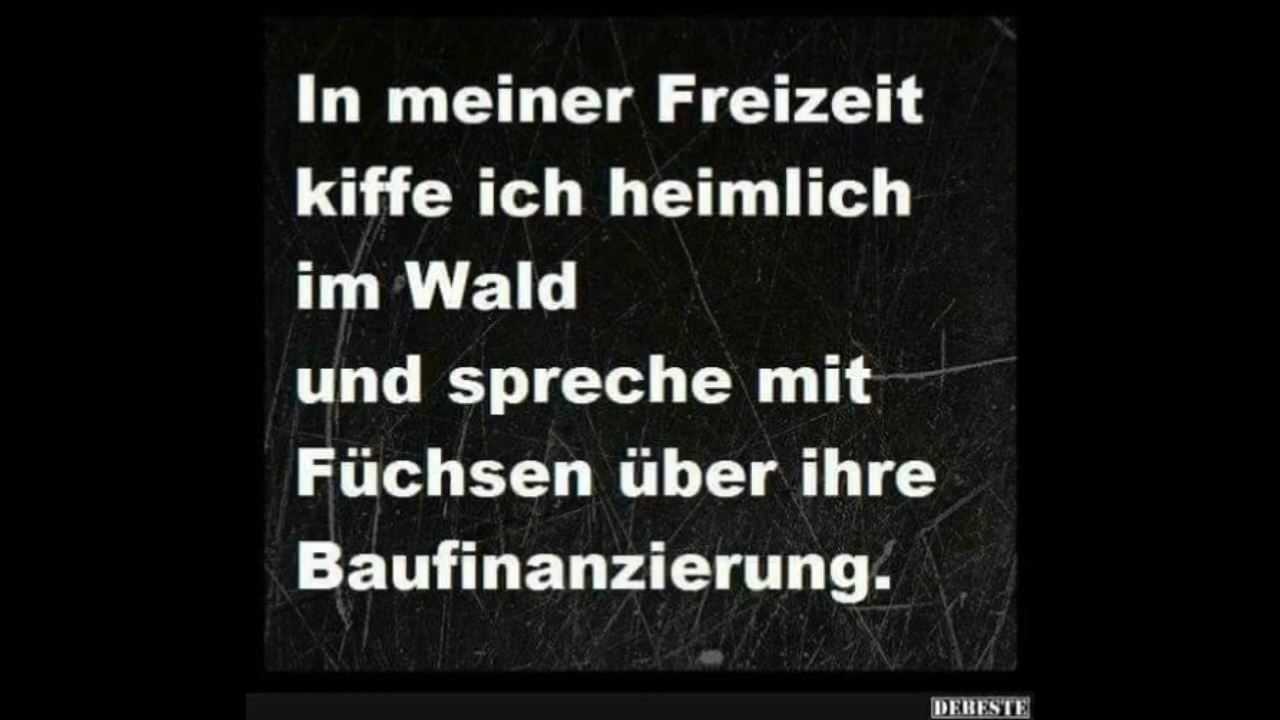 In meiner Freizeit
kiffe ich heimlich
im Wald
und spreche mit
Füchsen über ihre
Baufinanzierung.
DEBESTE